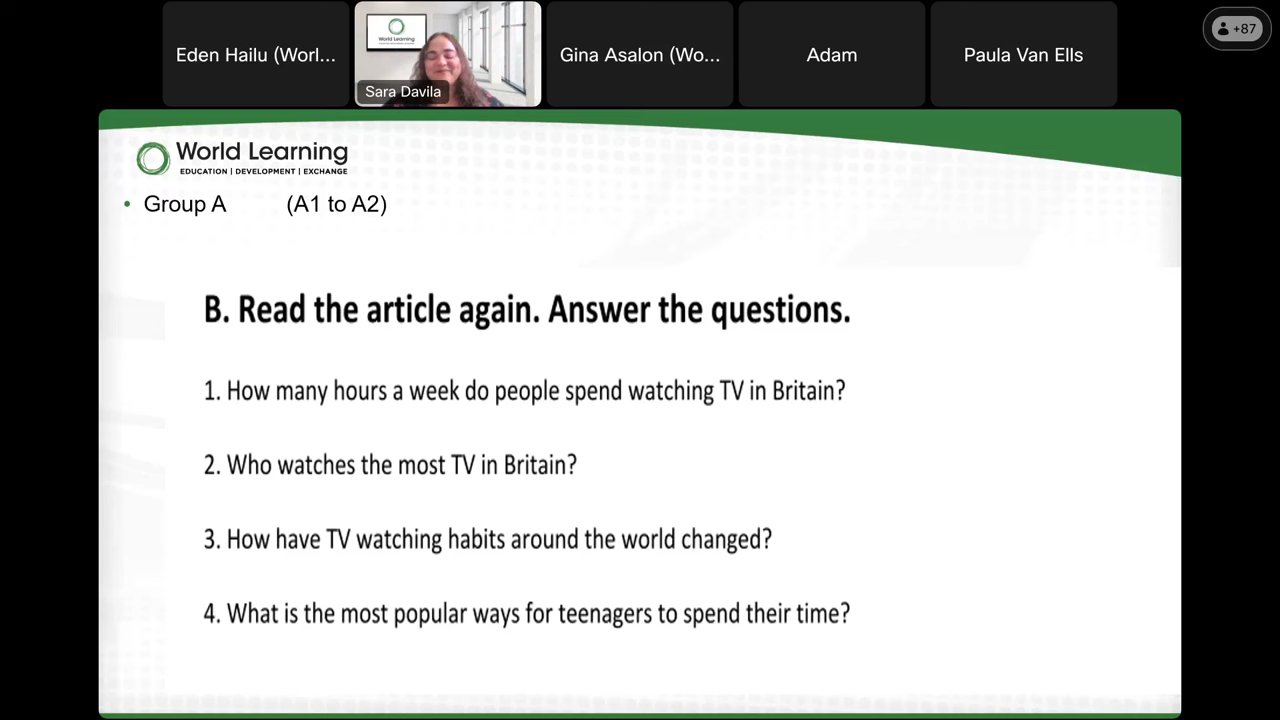 Eden Hailu (Worl...
Sara Davila
Gina Asalon (Wo...
Adam
Paula Van Ells
+87
World Learning
World Learning
EDUCATION | DEVELOPMENT | EXCHANGE
• Group A (A1 to A2)
B. Read the article again. Answer the questions.
1. How many hours a week do people spend watching TV in Britain?
2. Who watches the most TV in Britain?
3. How have TV watching habits around the world changed?
4. What is the most popular ways for teenagers to spend their time?